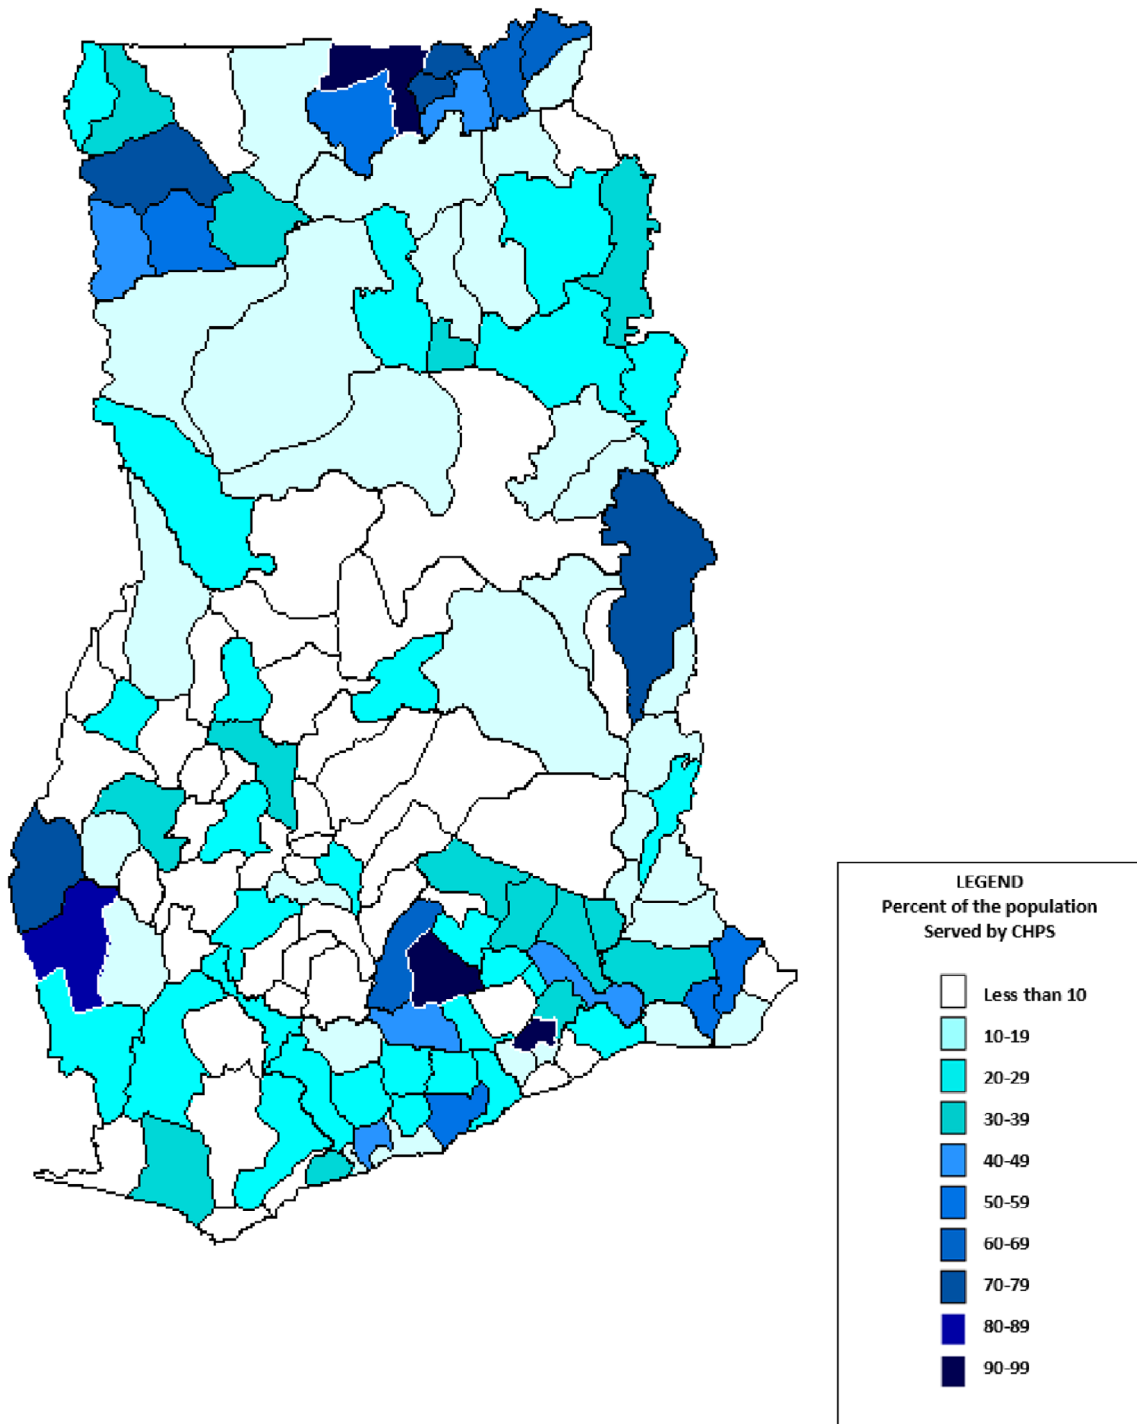 LEGEND
Percent of the population
Served by CHPS
Less than 10
10-19
20-29
30-39
40-49
50-59
60-69
70-79
80-89
90-99